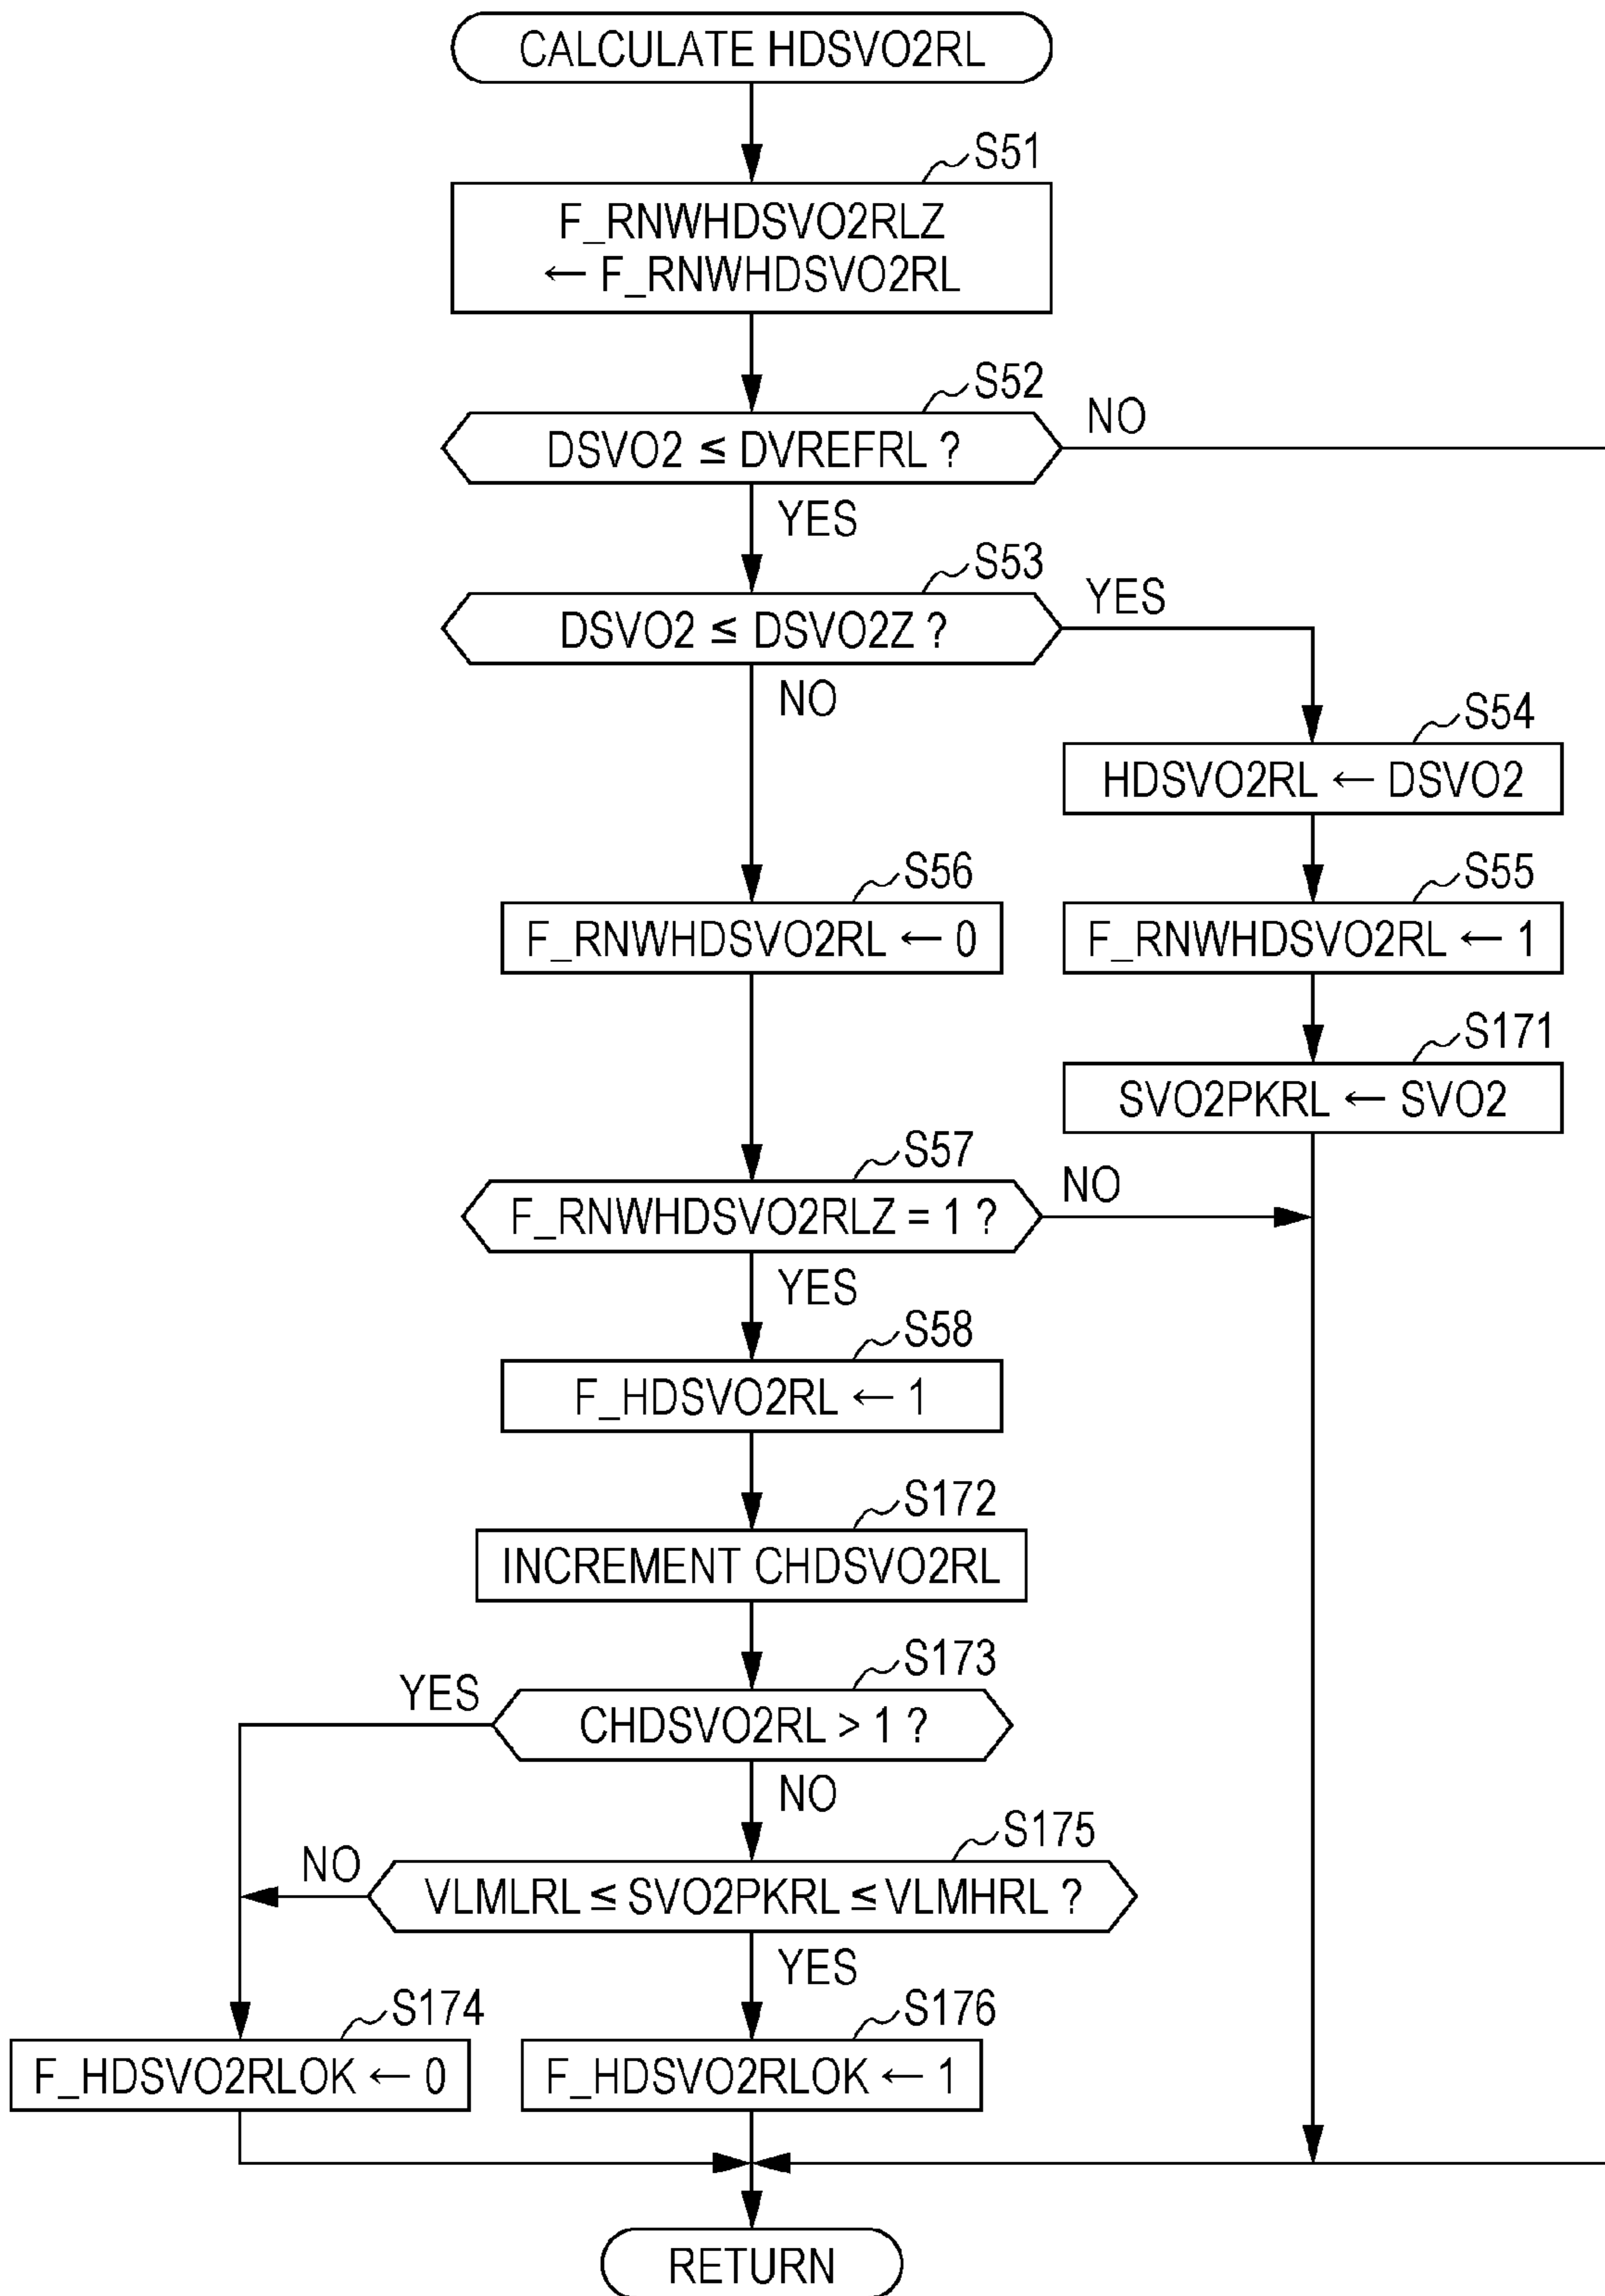 CALCULATE HDSVO2RL
S51
F_RNWHDSVO2RLZ
← F_RNWHDSVO2RL
S52
DSVO2 ≤ DVREFRL ?
NO
YES
S53
DSVO2 ≤ DSVO2Z ?
YES
NO
S54
HDSVO2RL ← DSVO2
S56
F_RNWHDSVO2RL ← 0
S55
F_RNWHDSVO2RL ← 1
S171
SVO2PKRL ← SVO2
S57
F_RNWHDSVO2RLZ = 1 ?
NO
YES
S58
F_HDSVO2RL ← 1
S172
INCREMENT CHDSVO2RL
S173
YES
CHDSVO2RL > 1 ?
NO
S175
NO
VLMLRL ≤ SVO2PKRL ≤ VLMHRL ?
YES
S174
F_HDSVO2RLOK ← 0
S176
F_HDSVO2RLOK ← 1
RETURN